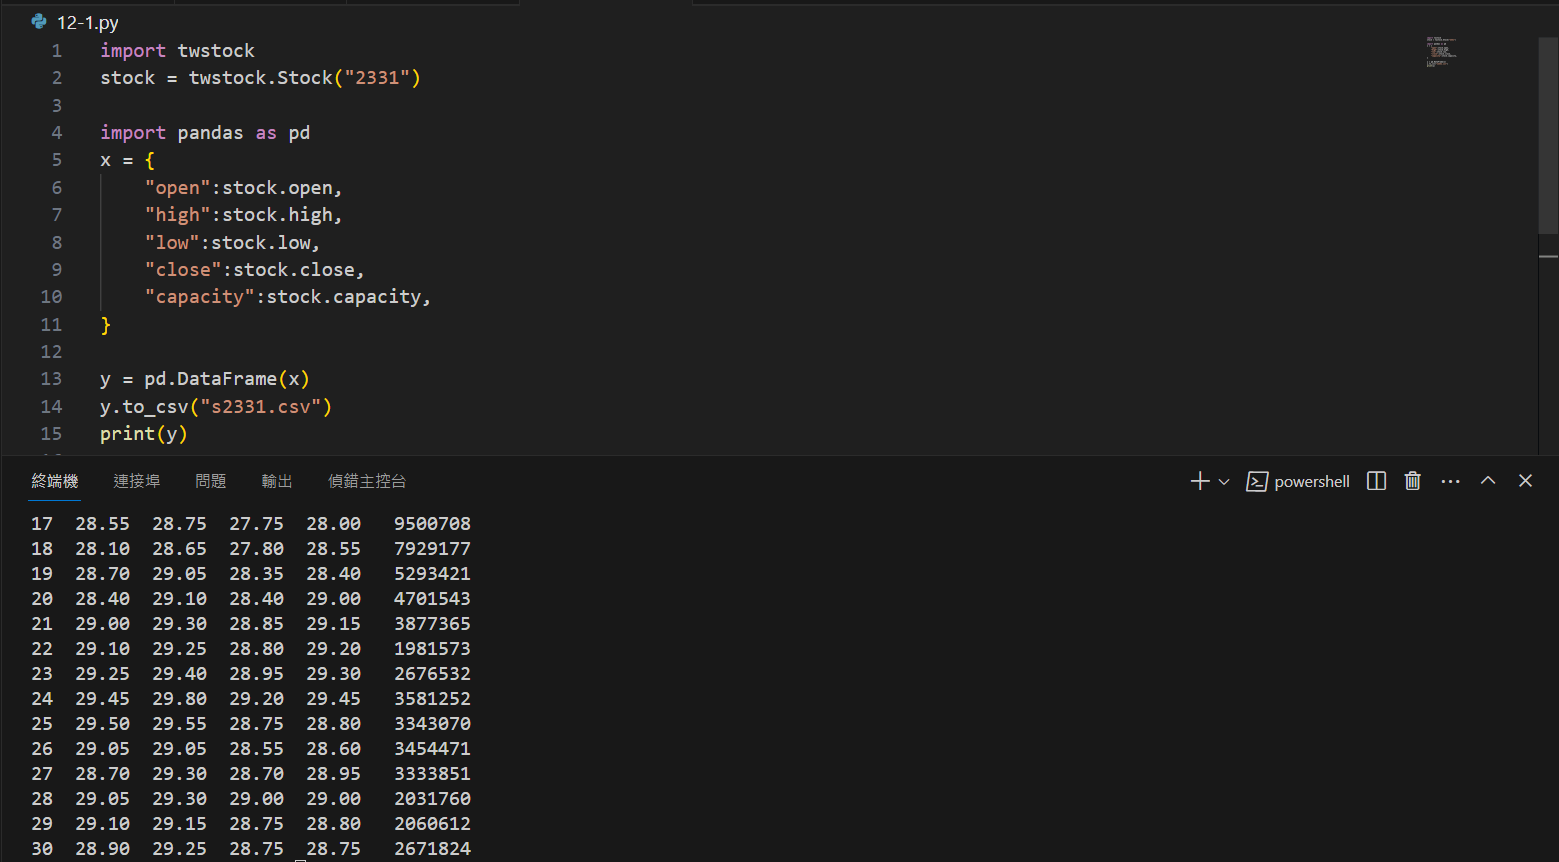 12-1.py
1 import twstock
2 stock = twstock.Stock("2331")
3
4 import pandas as pd
5 x = {
6 "open":stock.open,
7 "high":stock.high,
8 "low":stock.low,
9 "close":stock.close,
10 "capacity":stock.capacity,
11 }
12
13 y = pd.DataFrame(x)
14 y.to_csv("s2331.csv")
15 print(y)
終端機 連接埠 問題 輸出 偵錯主控台 powershell
17 28.55 28.75 27.75 28.00 9500708
18 28.10 28.65 27.80 28.55 7929177
19 28.70 29.05 28.35 28.40 5293421
20 28.40 29.10 28.40 29.00 4701543
21 29.00 29.30 28.85 29.15 3877365
22 29.10 29.25 28.80 29.20 1981573
23 29.25 29.40 28.95 29.30 2676532
24 29.45 29.80 29.20 29.45 3581252
25 29.50 29.55 28.75 28.80 3343070
26 29.05 29.05 28.55 28.60 3454471
27 28.70 29.30 28.70 28.95 3333851
28 29.05 29.30 29.00 29.00 2031760
29 29.10 29.15 28.75 28.80 2060612
30 28.90 29.25 28.75 28.75 2671824